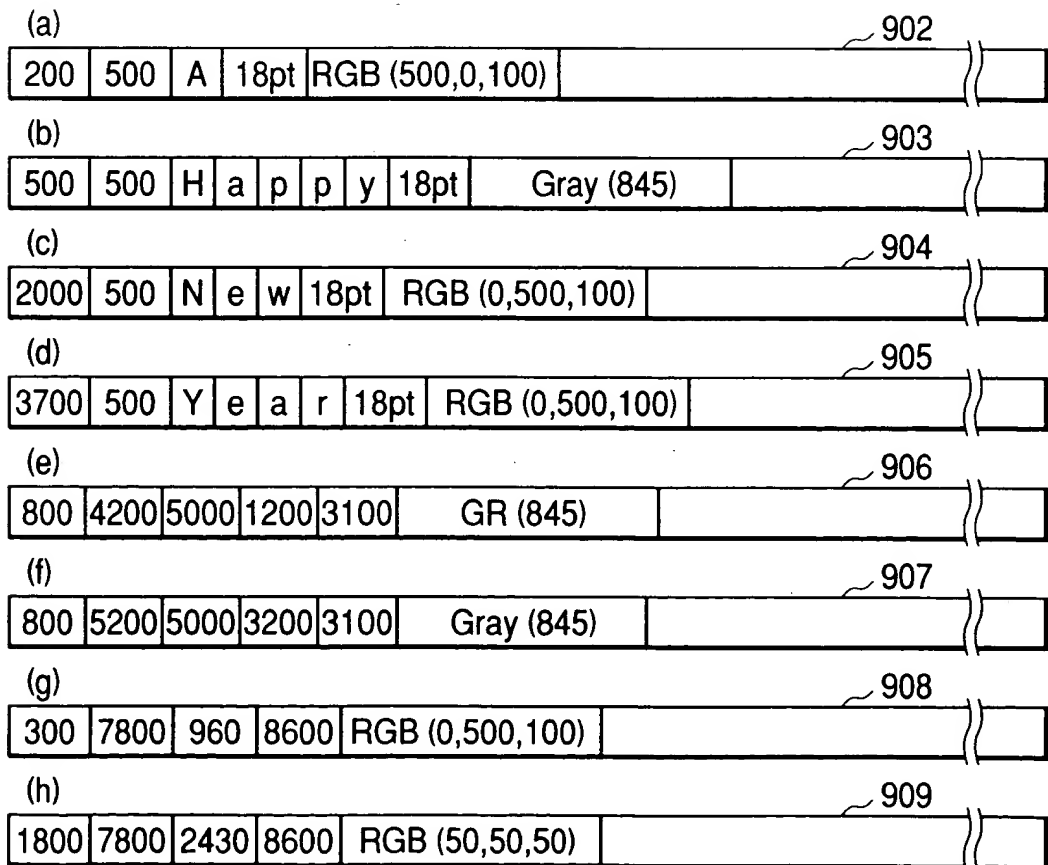 (a)
902
200 500 A 18pt RGB (500,0,100)
(b)
903
500 500 H a p p y 18pt Gray (845)
(c)
904
2000 500 N e w 18pt RGB (0,500,100)
(d)
905
3700 500 Y e a r 18pt RGB (0,500,100)
(e)
906
800 4200 5000 1200 3100 GR (845)
(f)
907
800 5200 5000 3200 3100 Gray (845)
(g)
908
300 7800 960 8600 RGB (0,500,100)
(h)
909
1800 7800 2430 8600 RGB (50,50,50)